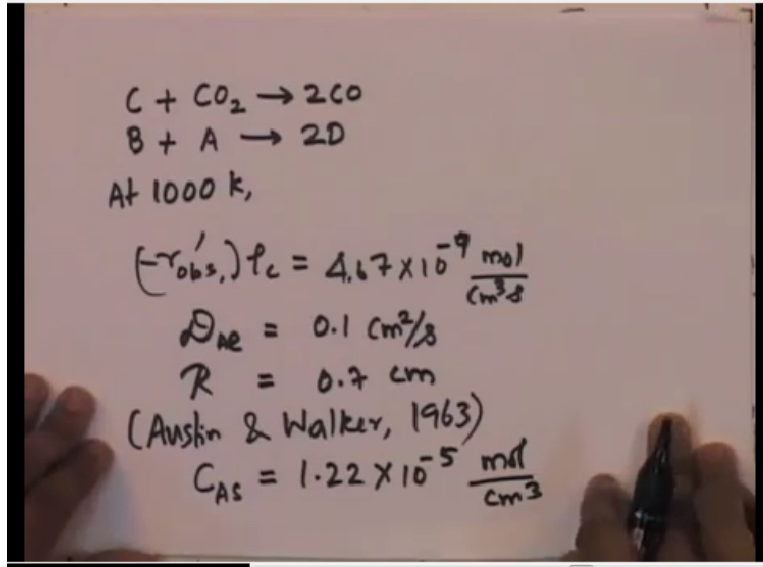 C + CO₂ → 2CO
B + A → 2D
At 1000 K,
(-r'obs.) ρc = 4.67 × 10⁻⁹ mol/cm³s
DAe = 0.1 cm²/s
R = 0.7 cm
(Austin & Walker, 1963)
CAS = 1.22 × 10⁻⁵ mol/cm³